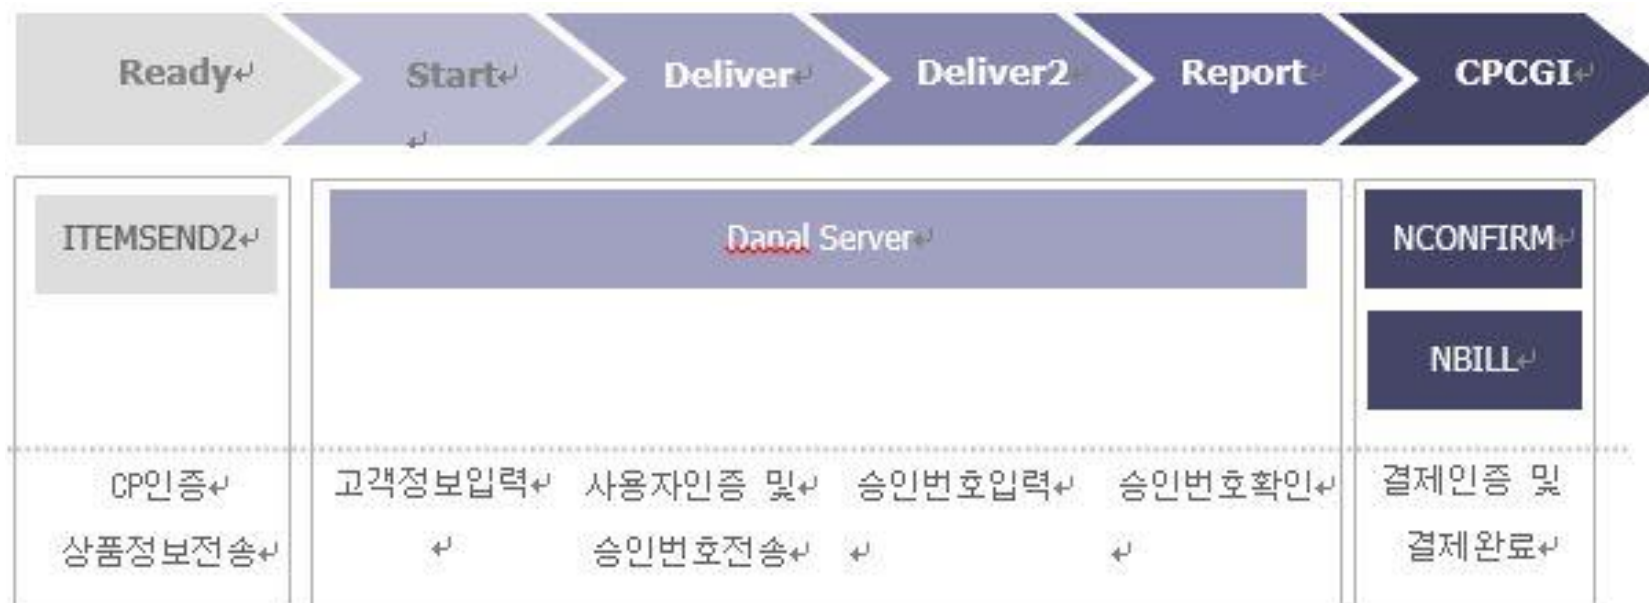 Ready
Start
Deliver
Deliver2
Report
CPCGI
ITEMSEND2
Danal Server
NCONFIRM
NBILL
CP인증
상품정보전송
고객정보입력
사용자인증 및
승인번호전송
승인번호입력
승인번호확인
결제인증 및
결제완료